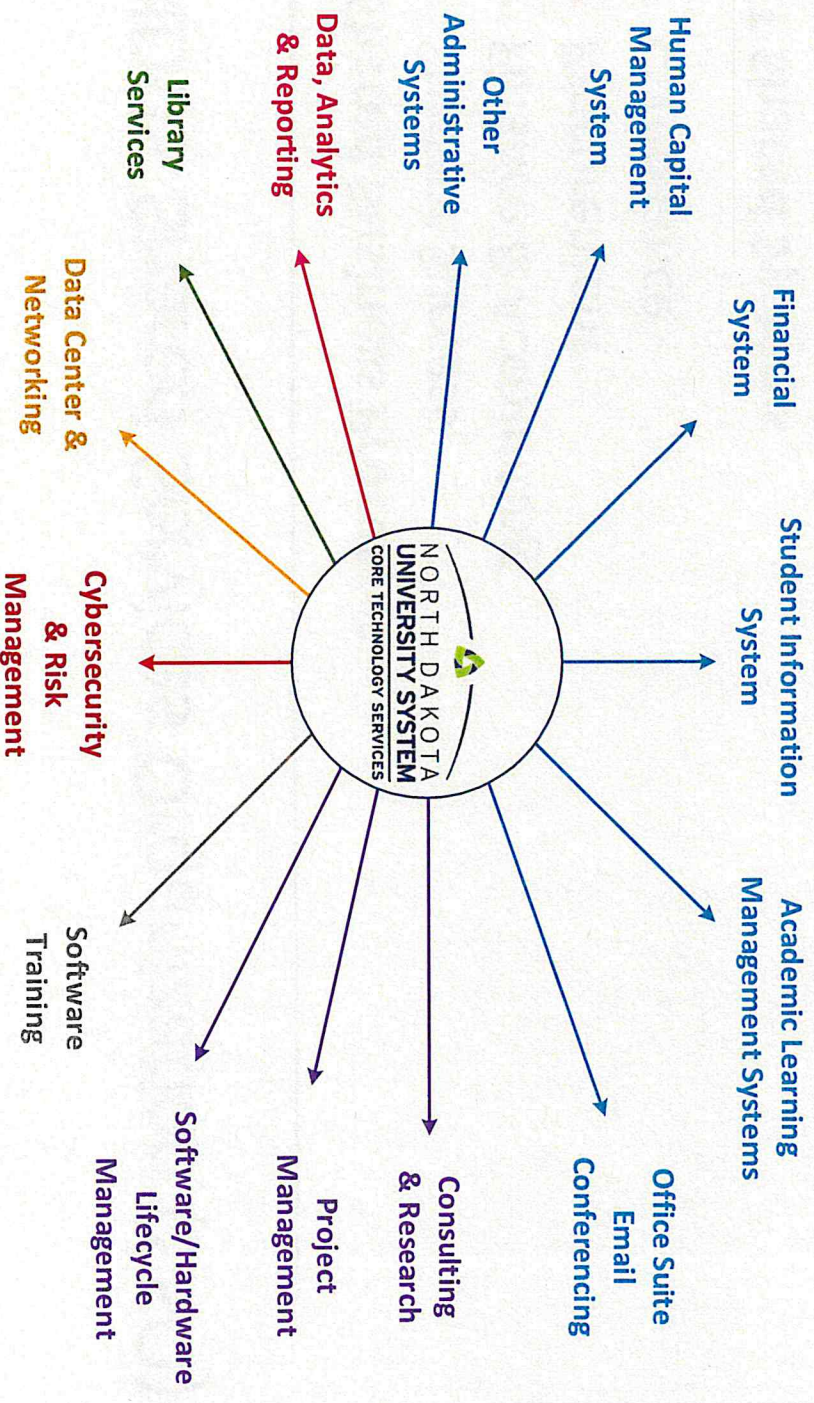 Financial
System
Student Information
System
Academic Learning
Management Systems
Human Capital
Management
System
Office Suite
Email
Conferencing
Other
Administrative
Systems
NORTH DAKOTA
UNIVERSITY SYSTEM
CORE TECHNOLOGY SERVICES
Consulting
& Research
Data, Analytics
& Reporting
Project
Management
Library
Services
Software/Hardware
Lifecycle
Management
Data Center &
Networking
Cybersecurity
& Risk
Management
Software
Training